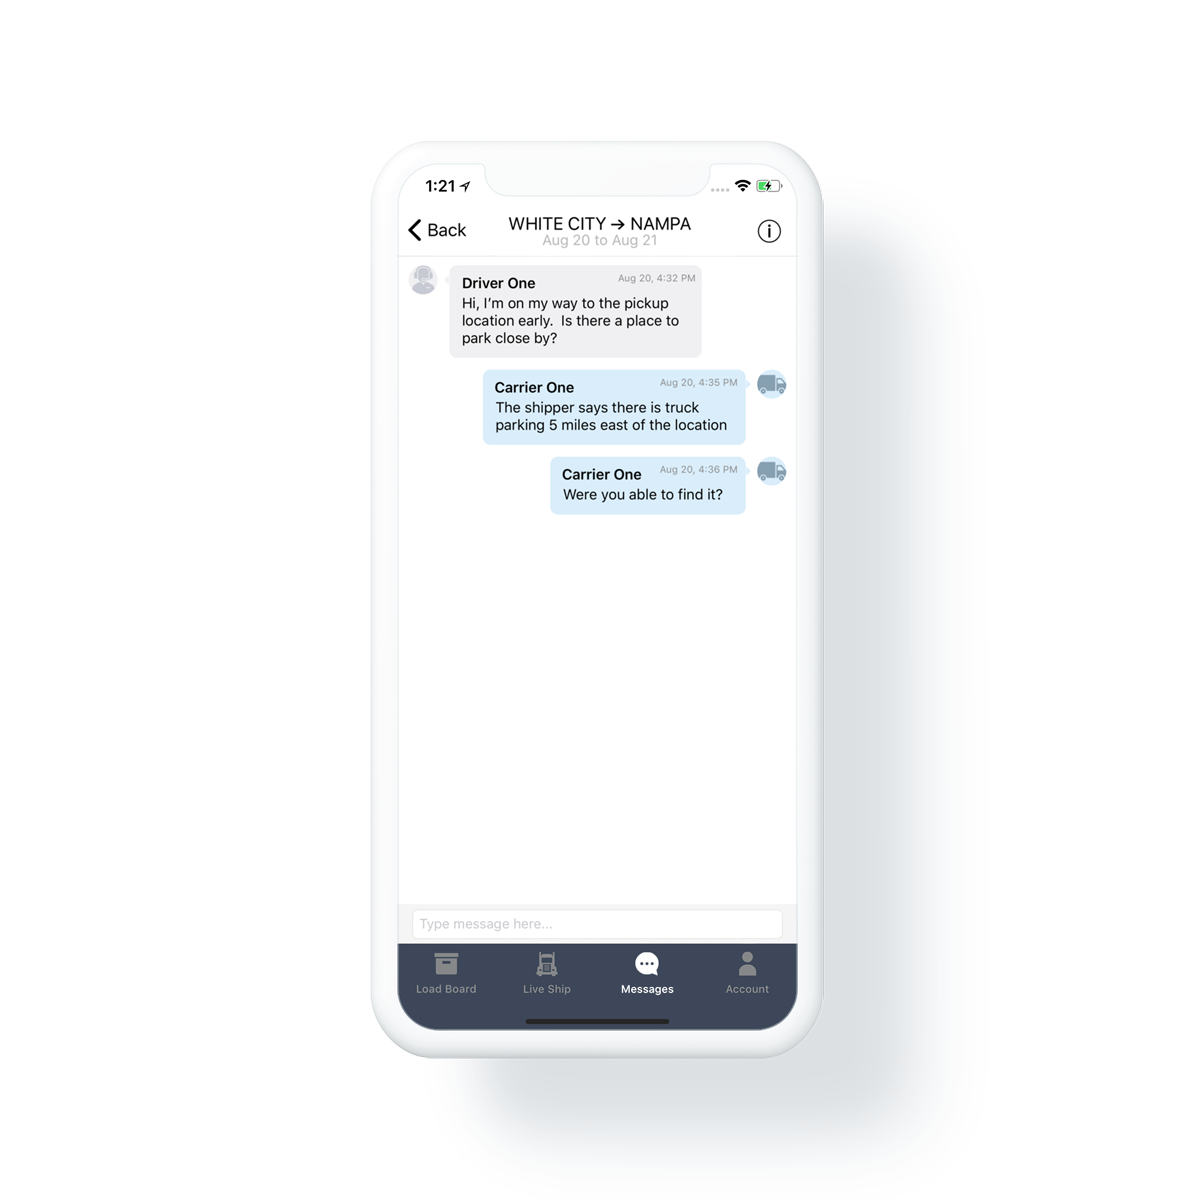 1:21
Back
WHITE CITY → NAMPA
Aug 20 to Aug 21
Driver One
Aug 20, 4:32 PM
Hi, I’m on my way to the pickup
location early.  Is there a place to
park close by?
Carrier One
Aug 20, 4:35 PM
The shipper says there is truck
parking 5 miles east of the location
Carrier One
Aug 20, 4:36 PM
Were you able to find it?
Type message here...
Load Board
Live Ship
Messages
Account